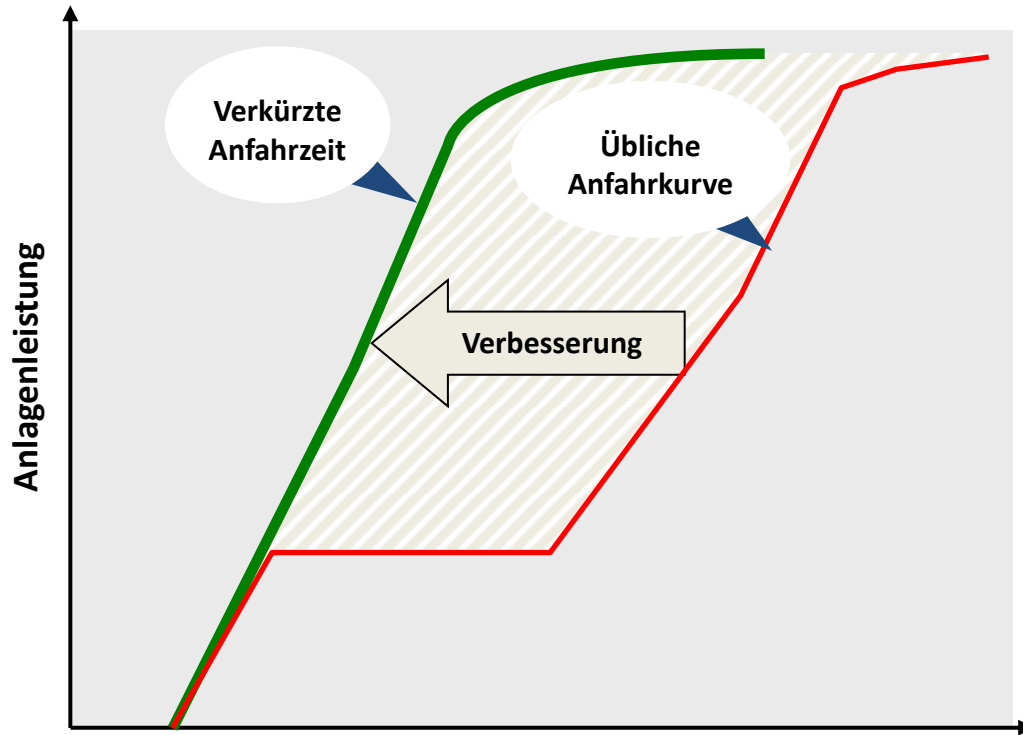 Verkürzte
Anfahrzeit
Übliche
Anfahrkurve
Verbesserung
Anlagenleistung